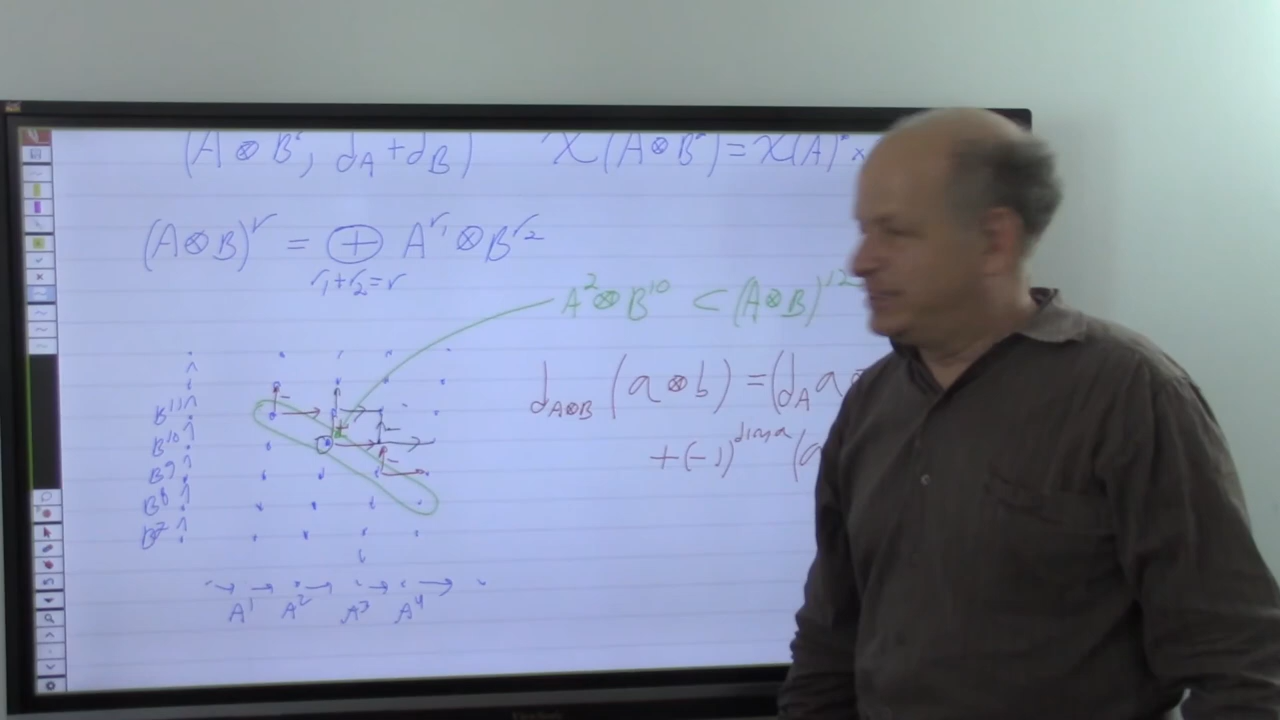 (A ⊗ B, d_A + d_B) χ(A ⊗ B) = χ(A) ×
(A ⊗ B)^r = ⊕ A^{r_1} ⊗ B^{r_2}
r_1 + r_2 = r
A^2 ⊗ B^{10} ⊂ (A ⊗ B)^{12}
d_{A⊗B} (a ⊗ b) = (d_A a
+ (-1)^{dim a} (a
B^{11}
B^{10}
B^9
B^8
B^7
A^1 A^2 A^3 A^4